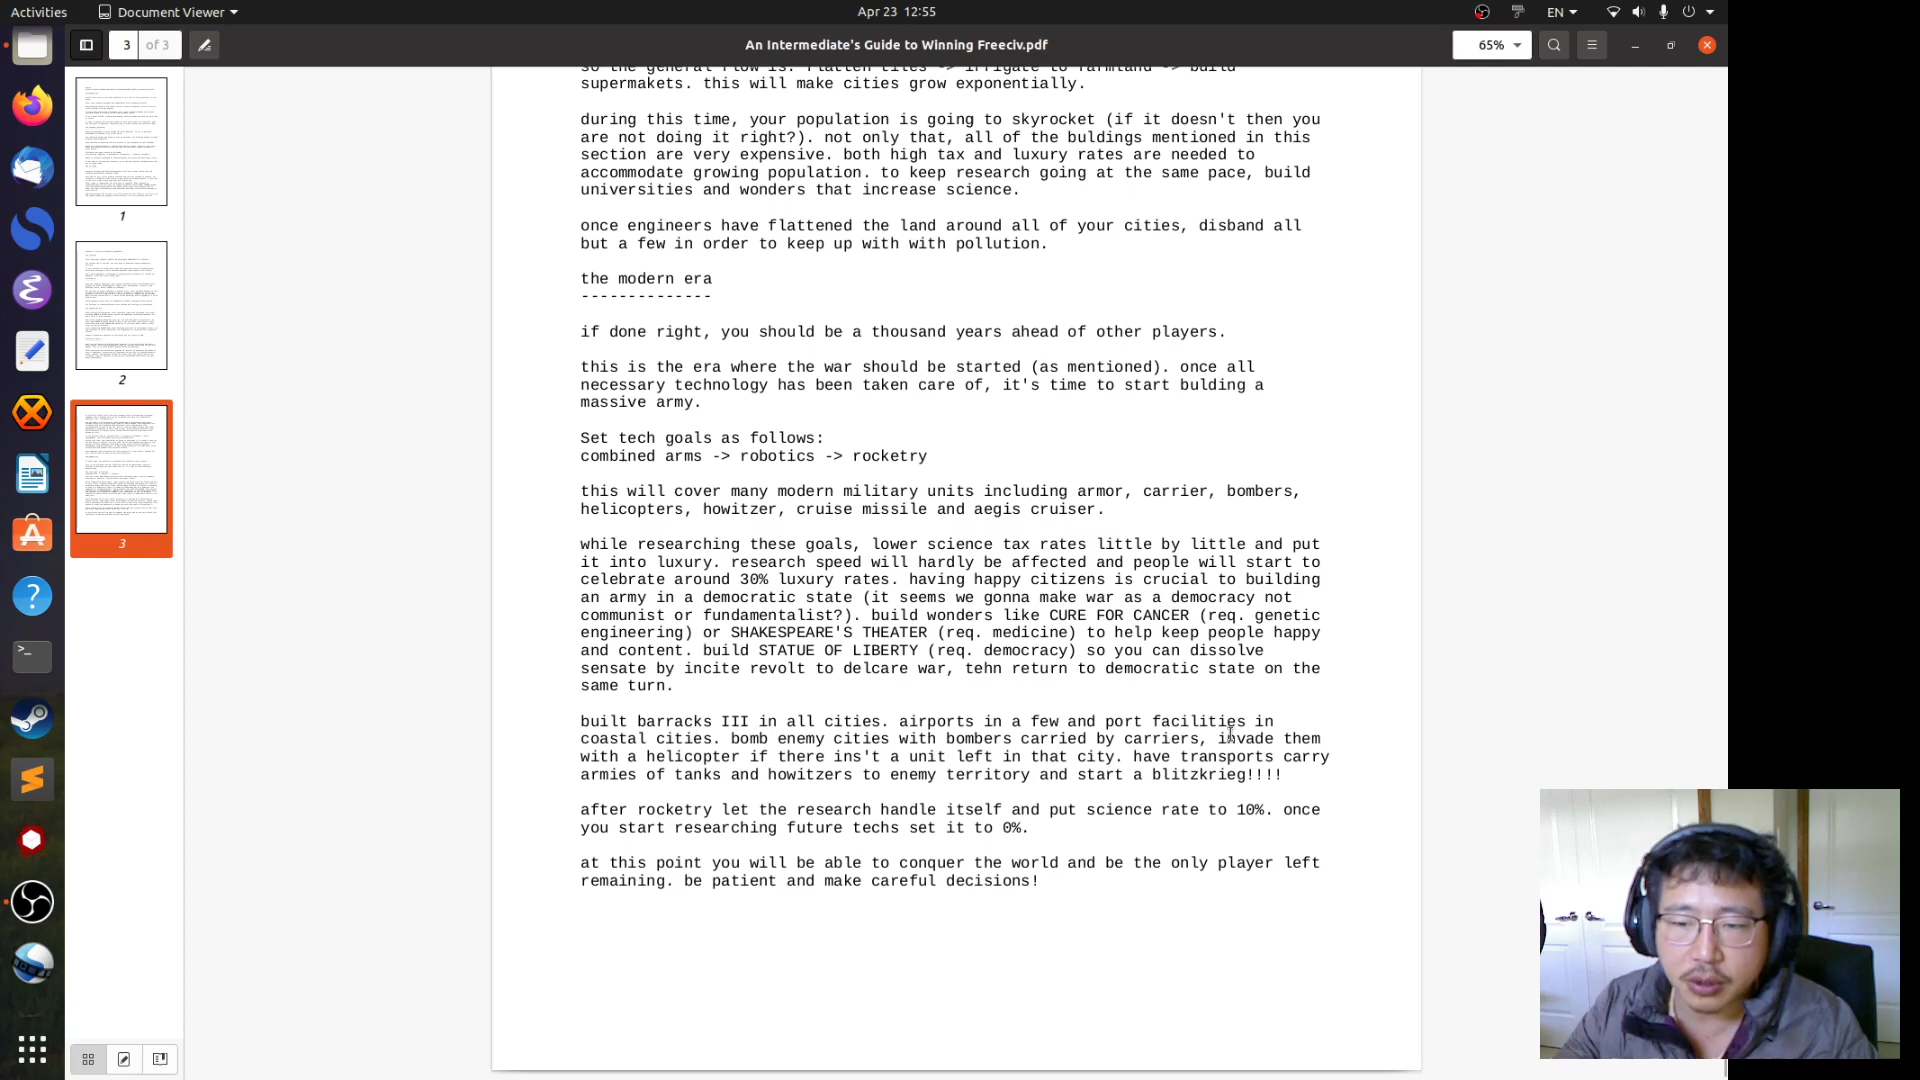 Activities
Document Viewer
Apr 23 12:55
EN
3 of 3
An Intermediate's Guide to Winning Freeciv.pdf
65%
so the general flow is: flatten tiles -> irrigate to farmland -> build
supermakets. this will make cities grow exponentially.
during this time, your population is going to skyrocket (if it doesn't then you
are not doing it right?). not only that, all of the buldings mentioned in this
section are very expensive. both high tax and luxury rates are needed to
accommodate growing population. to keep research going at the same pace, build
universities and wonders that increase science.
once engineers have flattened the land around all of your cities, disband all
but a few in order to keep up with with pollution.
the modern era
--------------
if done right, you should be a thousand years ahead of other players.
this is the era where the war should be started (as mentioned). once all
necessary technology has been taken care of, it's time to start bulding a
massive army.
Set tech goals as follows:
combined arms -> robotics -> rocketry
this will cover many modern military units including armor, carrier, bombers,
helicopters, howitzer, cruise missile and aegis cruiser.
while researching these goals, lower science tax rates little by little and put
it into luxury. research speed will hardly be affected and people will start to
celebrate around 30% luxury rates. having happy citizens is crucial to building
an army in a democratic state (it seems we gonna make war as a democracy not
communist or fundamentalist?). build wonders like CURE FOR CANCER (req. genetic
engineering) or SHAKESPEARE'S THEATER (req. medicine) to help keep people happy
and content. build STATUE OF LIBERTY (req. democracy) so you can dissolve
sensate by incite revolt to delcare war, tehn return to democratic state on the
same turn.
built barracks III in all cities. airports in a few and port facilities in
coastal cities. bomb enemy cities with bombers carried by carriers, invade them
with a helicopter if there ins't a unit left in that city. have transports carry
armies of tanks and howitzers to enemy territory and start a blitzkrieg!!!!
after rocketry let the research handle itself and put science rate to 10%. once
you start researching future techs set it to 0%.
at this point you will be able to conquer the world and be the only player left
remaining. be patient and make careful decisions!
1
2
3